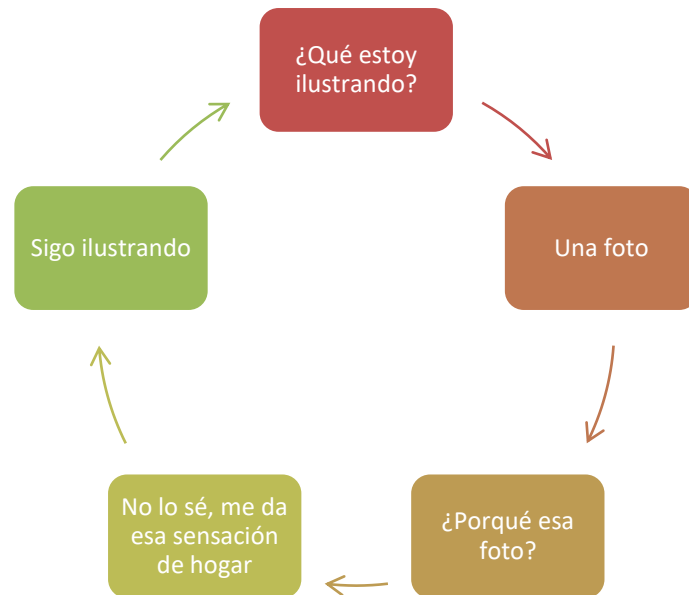 ¿Qué estoy
ilustrando?
Una foto
¿Porqué esa
foto?
No lo sé, me da
esa sensación
de hogar
Sigo ilustrando